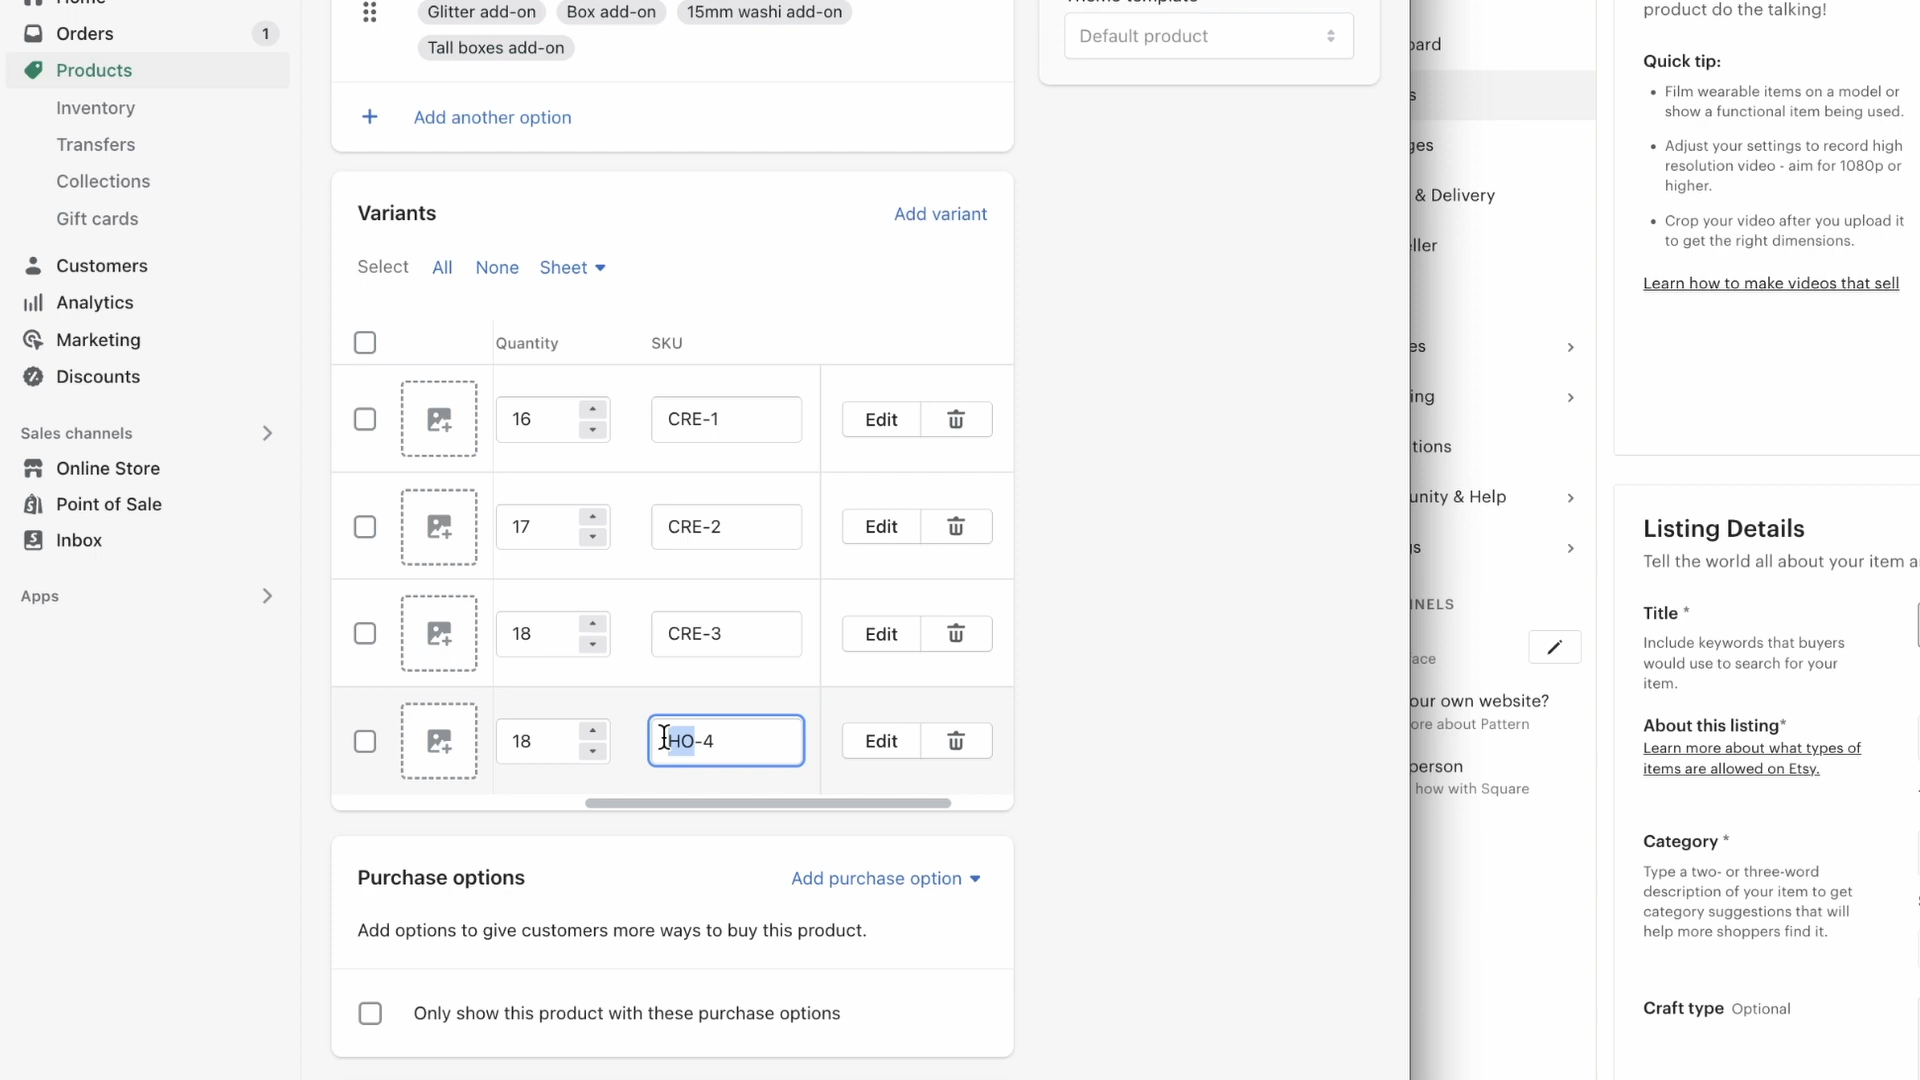 Home
Orders 1
Products
Inventory
Transfers
Collections
Gift cards
Customers
Analytics
Marketing
Discounts
Sales channels
Online Store
Point of Sale
Inbox
Apps
Glitter add-on Box add-on 15mm washi add-on
Tall boxes add-on
Add another option
Variants Add variant
Select All None Sheet
Quantity SKU
16 CRE-1 Edit
17 CRE-2 Edit
18 CRE-3 Edit
18 HO-4 Edit
Purchase options Add purchase option
Add options to give customers more ways to buy this product.
Only show this product with these purchase options
Theme template
Default product
& Delivery
unity & Help
our own website?
ore about Pattern
person
how with Square
product do the talking!
Quick tip:
Film wearable items on a model or
show a functional item being used.
Adjust your settings to record high
resolution video - aim for 1080p or
higher.
Crop your video after you upload it
to get the right dimensions.
Learn how to make videos that sell
Listing Details
Tell the world all about your item a
Title *
Include keywords that buyers
would use to search for your
item.
About this listing*
Learn more about what types of
items are allowed on Etsy.
Category *
Type a two- or three-word
description of your item to get
category suggestions that will
help more shoppers find it.
Craft type Optional